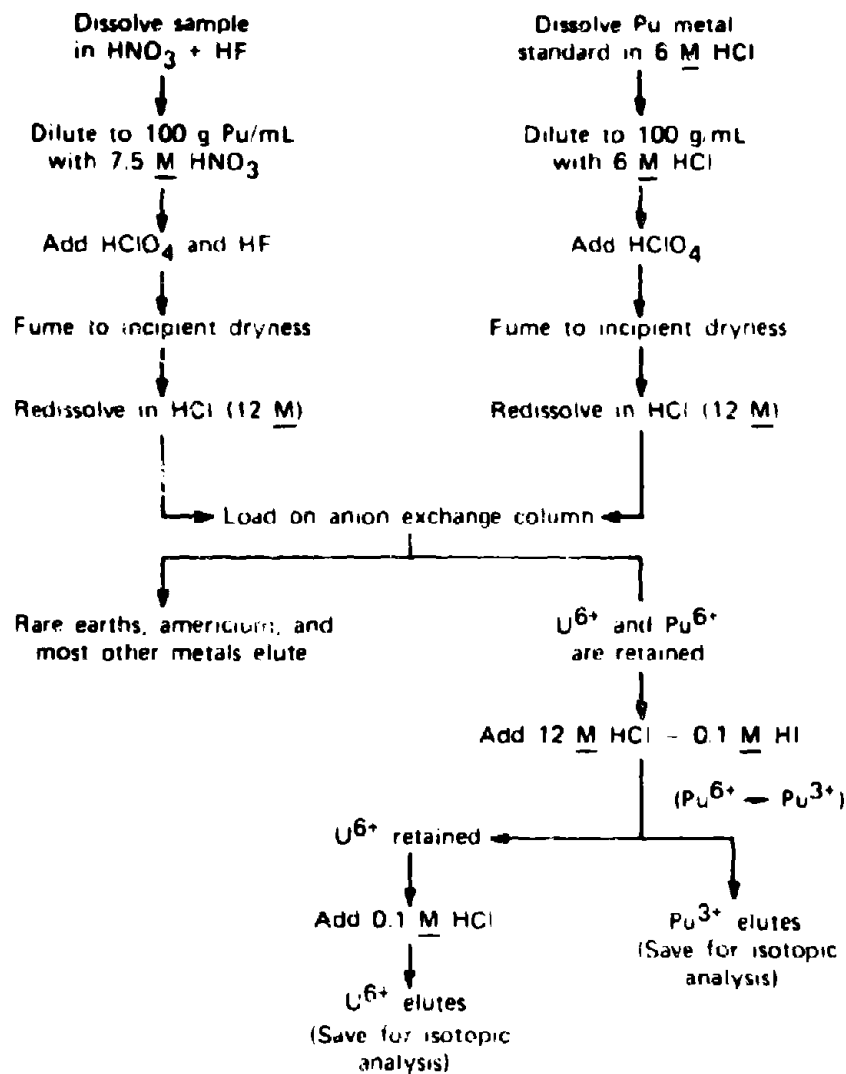 Dissolve sample
in HNO3 + HF
Dilute to 100 g Pu/mL
with 7.5 M HNO3
Add HClO4 and HF
Fume to incipient dryness
Redissolve in HCl (12 M)
Dissolve Pu metal
standard in 6 M HCl
Dilute to 100 g/mL
with 6 M HCl
Add HClO4
Fume to incipient dryness
Redissolve in HCl (12 M)
Load on anion exchange column
Rare earths, americium, and
most other metals elute
U6+ and Pu6+
are retained
Add 12 M HCl – 0.1 M HI
(Pu6+ → Pu3+)
U6+ retained
Add 0.1 M HCl
U6+ elutes
(Save for isotopic
analysis)
Pu3+ elutes
(Save for isotopic
analysis)